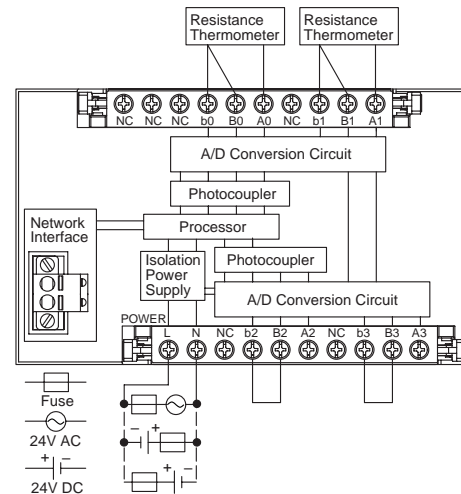 Resistance
Thermometer
Resistance
Thermometer
NC NC NC b0 B0 A0 NC b1 B1 A1
A/D Conversion Circuit
Photocoupler
Network
Interface
Processor
Isolation
Power
Supply
Photocoupler
A/D Conversion Circuit
POWER
L N NC b2 B2 A2 NC b3 B3 A3
Fuse
24V AC
+ −
24V DC
− +
+ −